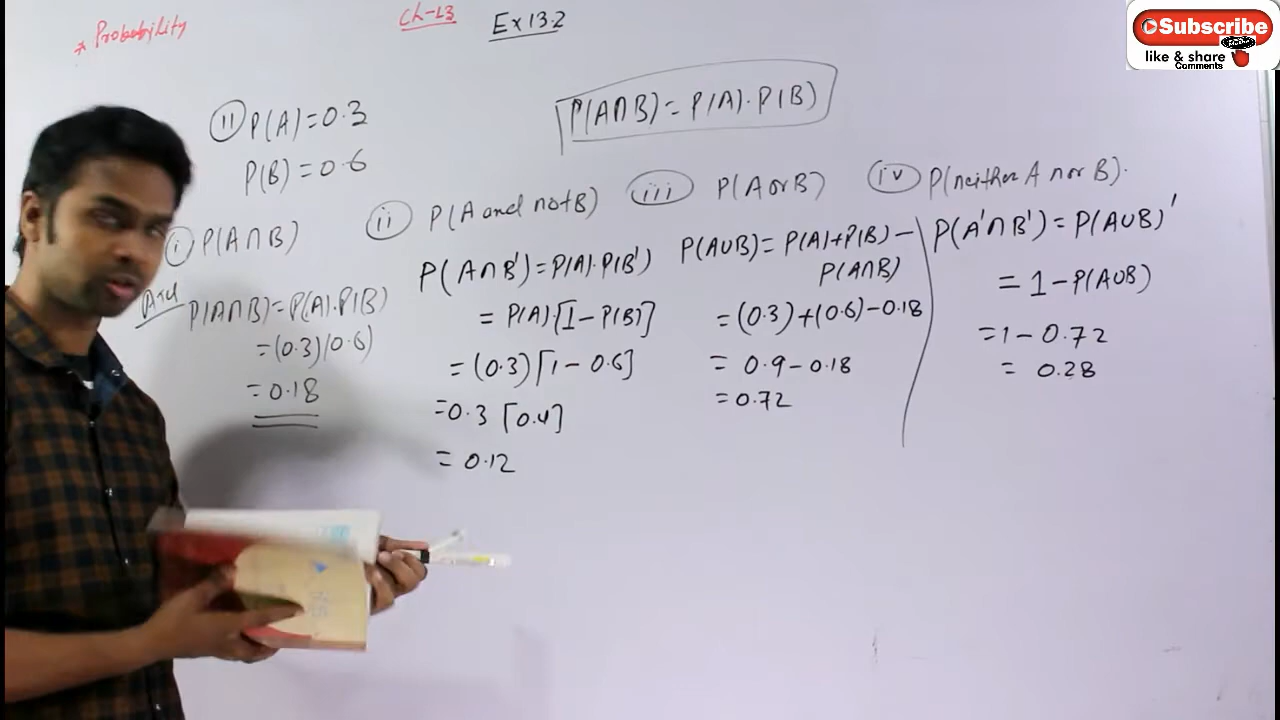 * Probability
Ch-13
Ex 13.2
Subscribe
like & share
Comments
⑪ P(A) = 0.3
P(B) = 0.6
P(A∩B) = P(A).P(B)
(i) P(A∩B)
P(A∩B) = P(A).P(B)
= (0.3)(0.6)
= 0.18
(ii) P(A and not B)
P(A∩B') = P(A).P(B')
= P(A).[1-P(B)]
= (0.3)[1-0.6]
= 0.3 [0.4]
= 0.12
(iii) P(A or B)
P(A∪B) = P(A)+P(B) -
P(A∩B)
= (0.3)+(0.6)-0.18
= 0.9-0.18
= 0.72
(iv) P(neither A nor B).
P(A'∩B') = P(A∪B)'
= 1-P(A∪B)
= 1-0.72
= 0.28